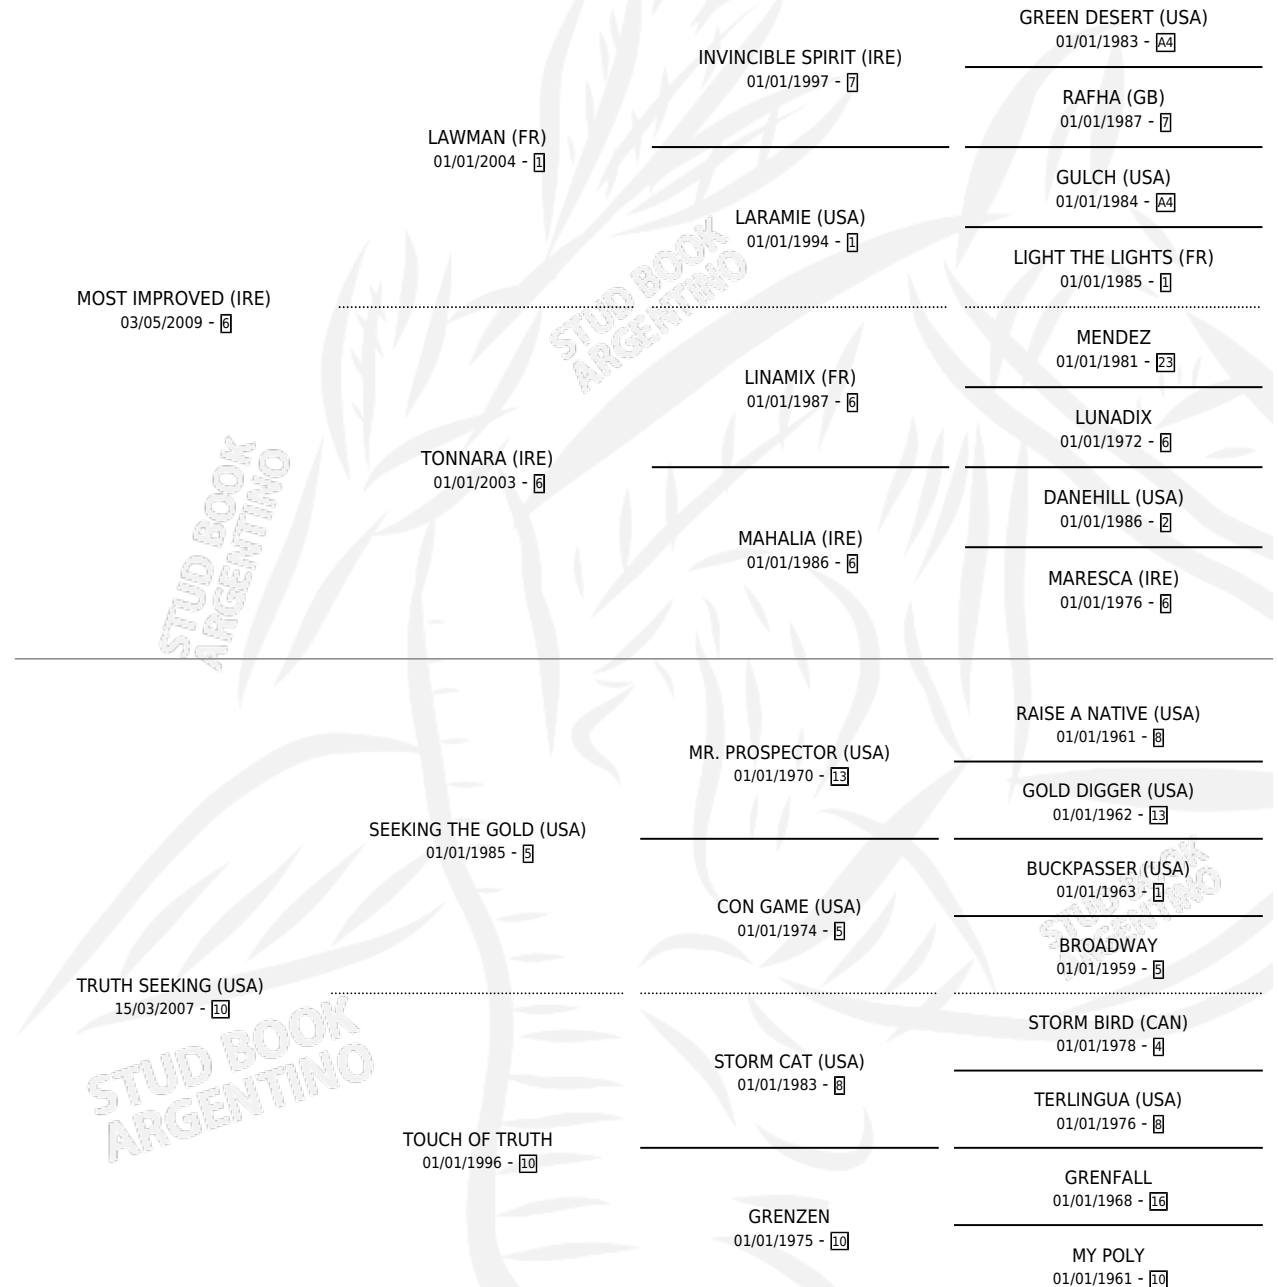 GREEN DESERT (USA)
01/01/1983 - A4
INVINCIBLE SPIRIT (IRE)
01/01/1997 - 7
RAFHA (GB)
01/01/1987 - 7
LAWMAN (FR)
01/01/2004 - 1
GULCH (USA)
01/01/1984 - A4
LARAMIE (USA)
01/01/1994 - 1
LIGHT THE LIGHTS (FR)
01/01/1985 - 1
MOST IMPROVED (IRE)
03/05/2009 - 6
MENDEZ
01/01/1981 - 23
LINAMIX (FR)
01/01/1987 - 6
LUNADIX
01/01/1972 - 6
TONNARA (IRE)
01/01/2003 - 6
DANEHILL (USA)
01/01/1986 - 2
MAHALIA (IRE)
01/01/1986 - 6
MARESCA (IRE)
01/01/1976 - 6
RAISE A NATIVE (USA)
01/01/1961 - 8
MR. PROSPECTOR (USA)
01/01/1970 - 13
GOLD DIGGER (USA)
01/01/1962 - 13
SEEKING THE GOLD (USA)
01/01/1985 - 5
BUCKPASSER (USA)
01/01/1963 - 1
CON GAME (USA)
01/01/1974 - 5
BROADWAY
01/01/1959 - 5
TRUTH SEEKING (USA)
15/03/2007 - 10
STORM BIRD (CAN)
01/01/1978 - 4
STORM CAT (USA)
01/01/1983 - 8
TERLINGUA (USA)
01/01/1976 - 8
TOUCH OF TRUTH
01/01/1996 - 10
GRENFALL
01/01/1968 - 16
GRENZEN
01/01/1975 - 10
MY POLY
01/01/1961 - 10
STUD BOOK
ARGENTINO
STUD BOOK
ARGENTINO
STUD BOOK
ARGENTINO
STUD BOOK
ARGENTINO